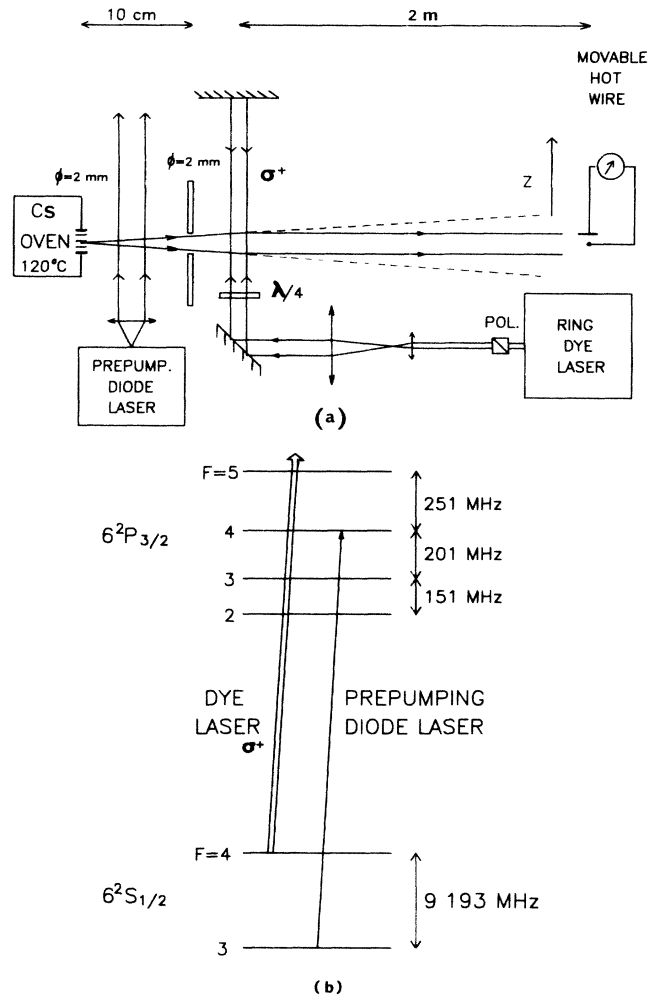 10 cm
2 m
MOVABLE
HOT
WIRE
ϕ=2 mm
ϕ=2 mm
σ+
Z
Cs
OVEN
120°C
λ/4
POL.
RING
DYE
LASER
PREPUMP.
DIODE
LASER
(a)
F=5
251 MHz
6²P3/2
4
201 MHz
3
151 MHz
2
DYE
LASER
σ+
PREPUMPING
DIODE LASER
F=4
6²S1/2
9 193 MHz
3
(b)